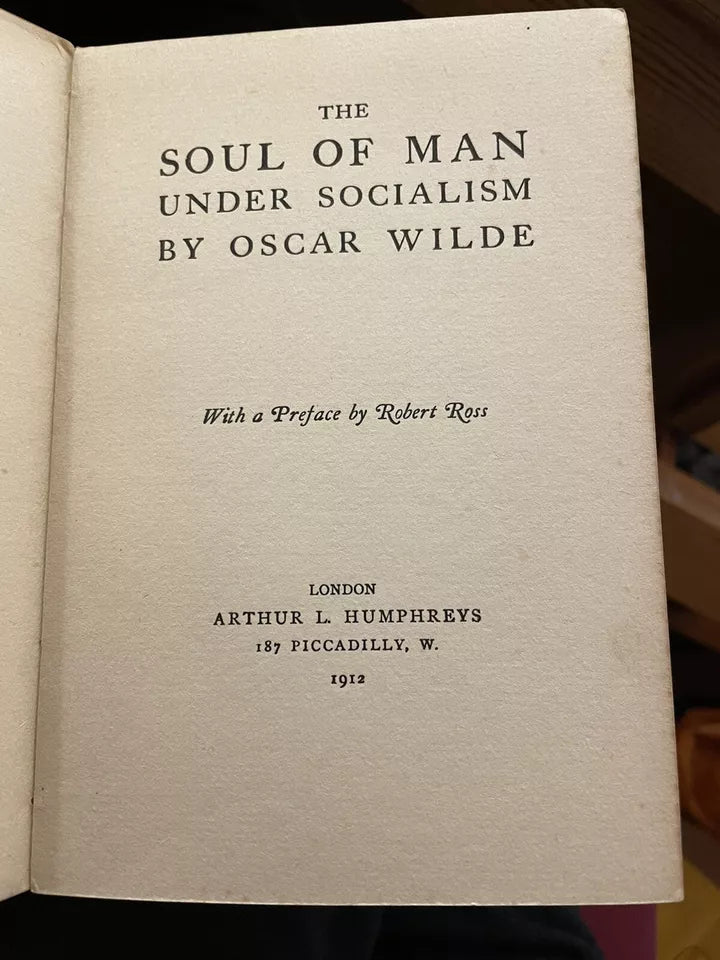 THE
SOUL OF MAN
UNDER SOCIALISM
BY OSCAR WILDE
With a Preface by Robert Ross
LONDON
ARTHUR L. HUMPHREYS
187 PICCADILLY, W.
1912